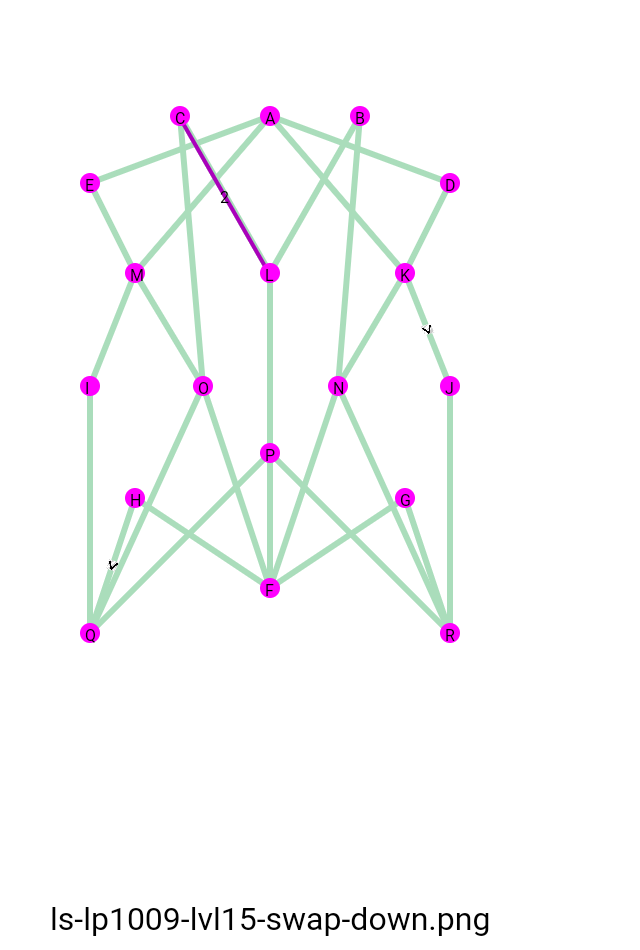 C A B
E D
2
M L K
v
I O N J
P
H G
v
F
Q R
ls-lp1009-lvl15-swap-down.png